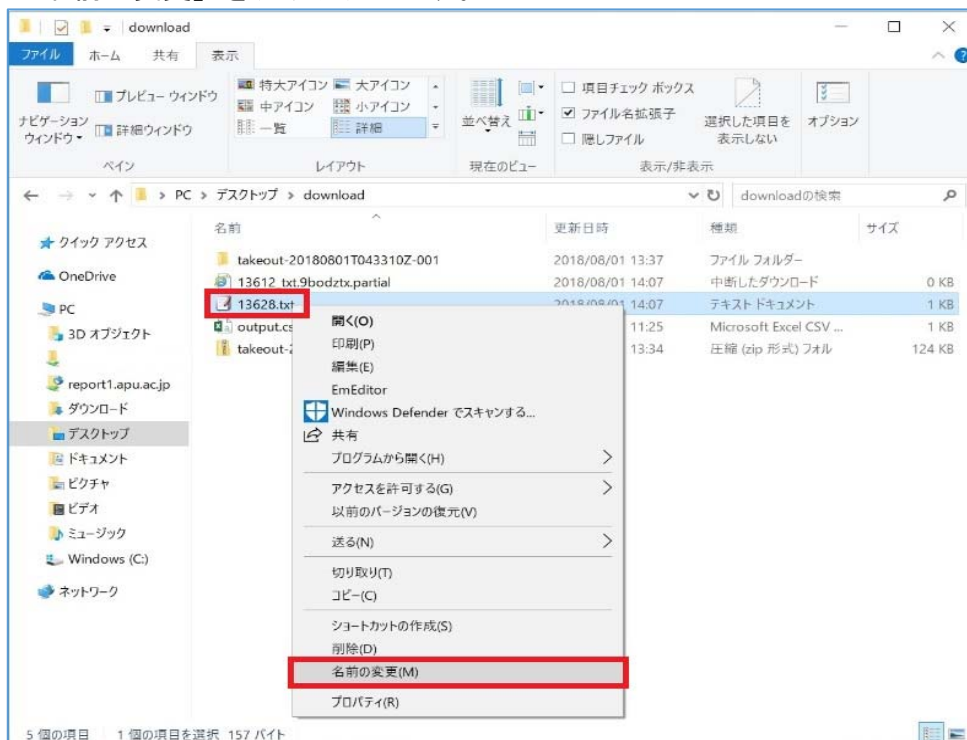 download
ファイル ホーム 共有 表示
ナビゲーション ウィンドウ プレビュー ウィンドウ 詳細ウィンドウ
特大アイコン 大アイコン
中アイコン 小アイコン
一覧 詳細
並べ替え
項目チェック ボックス
ファイル名拡張子
隠しファイル
選択した項目を 表示しない
オプション
ペイン レイアウト 現在のビュー 表示/非表示
PC デスクトップ download downloadの検索
名前 更新日時 種類 サイズ
takeout-20180801T043310Z-001 2018/08/01 13:37 ファイル フォルダー
13612_txt.9bodztx.partial 2018/08/01 14:07 中断したダウンロード 0 KB
13628.txt 2018/08/01 14:07 テキスト ドキュメント 1 KB
output.cs 11:25 Microsoft Excel CSV ... 1 KB
takeout-2 13:34 圧縮 (zip 形式) フォル 124 KB
クイック アクセス
OneDrive
PC
3D オブジェクト
report1.apu.ac.jp
ダウンロード
デスクトップ
ドキュメント
ピクチャ
ビデオ
ミュージック
Windows (C:)
ネットワーク
開く(O)
印刷(P)
編集(E)
EmEditor
Windows Defender でスキャンする...
共有
プログラムから開く(H)
アクセスを許可する(G)
以前のバージョンの復元(V)
送る(N)
切り取り(T)
コピー(C)
ショートカットの作成(S)
削除(D)
名前の変更(M)
プロパティ(R)
5 個の項目 1 個の項目を選択 157 バイト